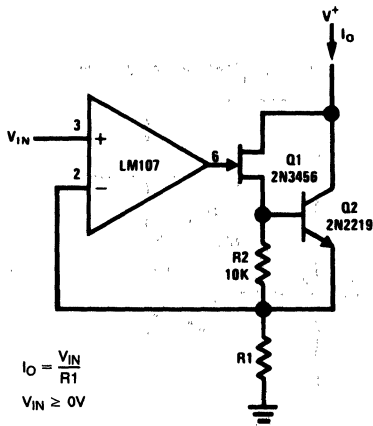 V+
IO
VIN
3
+
LM107
2
−
6
Q1
2N3456
Q2
2N2219
R2
10K
R1
IO = VIN
R1
VIN ≥ 0V